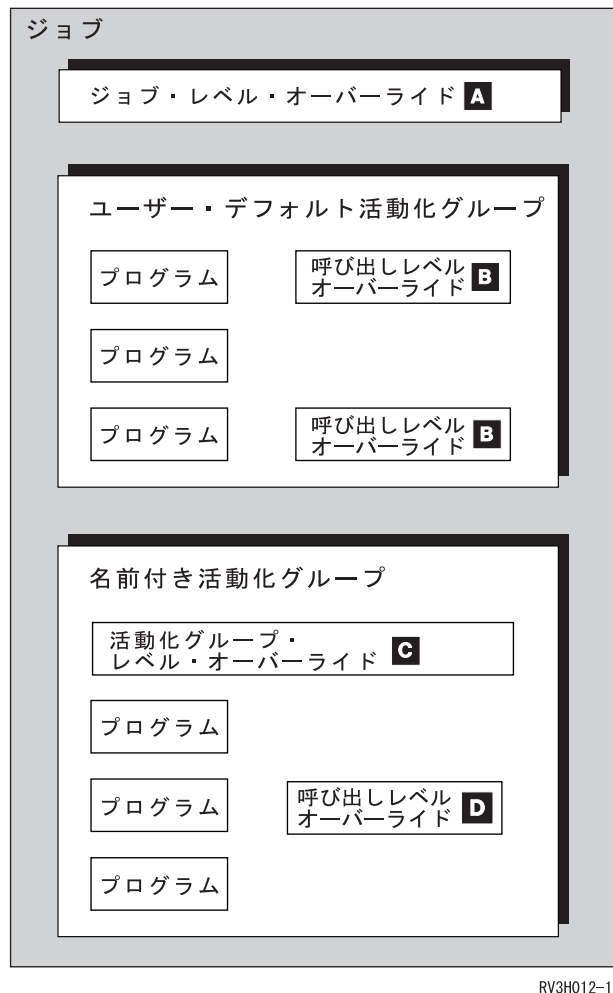 ジョブ
ジョブ・レベル・オーバーライド A
ユーザー・デフォルト活動化グループ
プログラム
呼び出しレベル
オーバーライド B
プログラム
プログラム
呼び出しレベル
オーバーライド B
名前付き活動化グループ
活動化グループ・
レベル・オーバーライド C
プログラム
プログラム
呼び出しレベル
オーバーライド D
プログラム
RV3H012-1